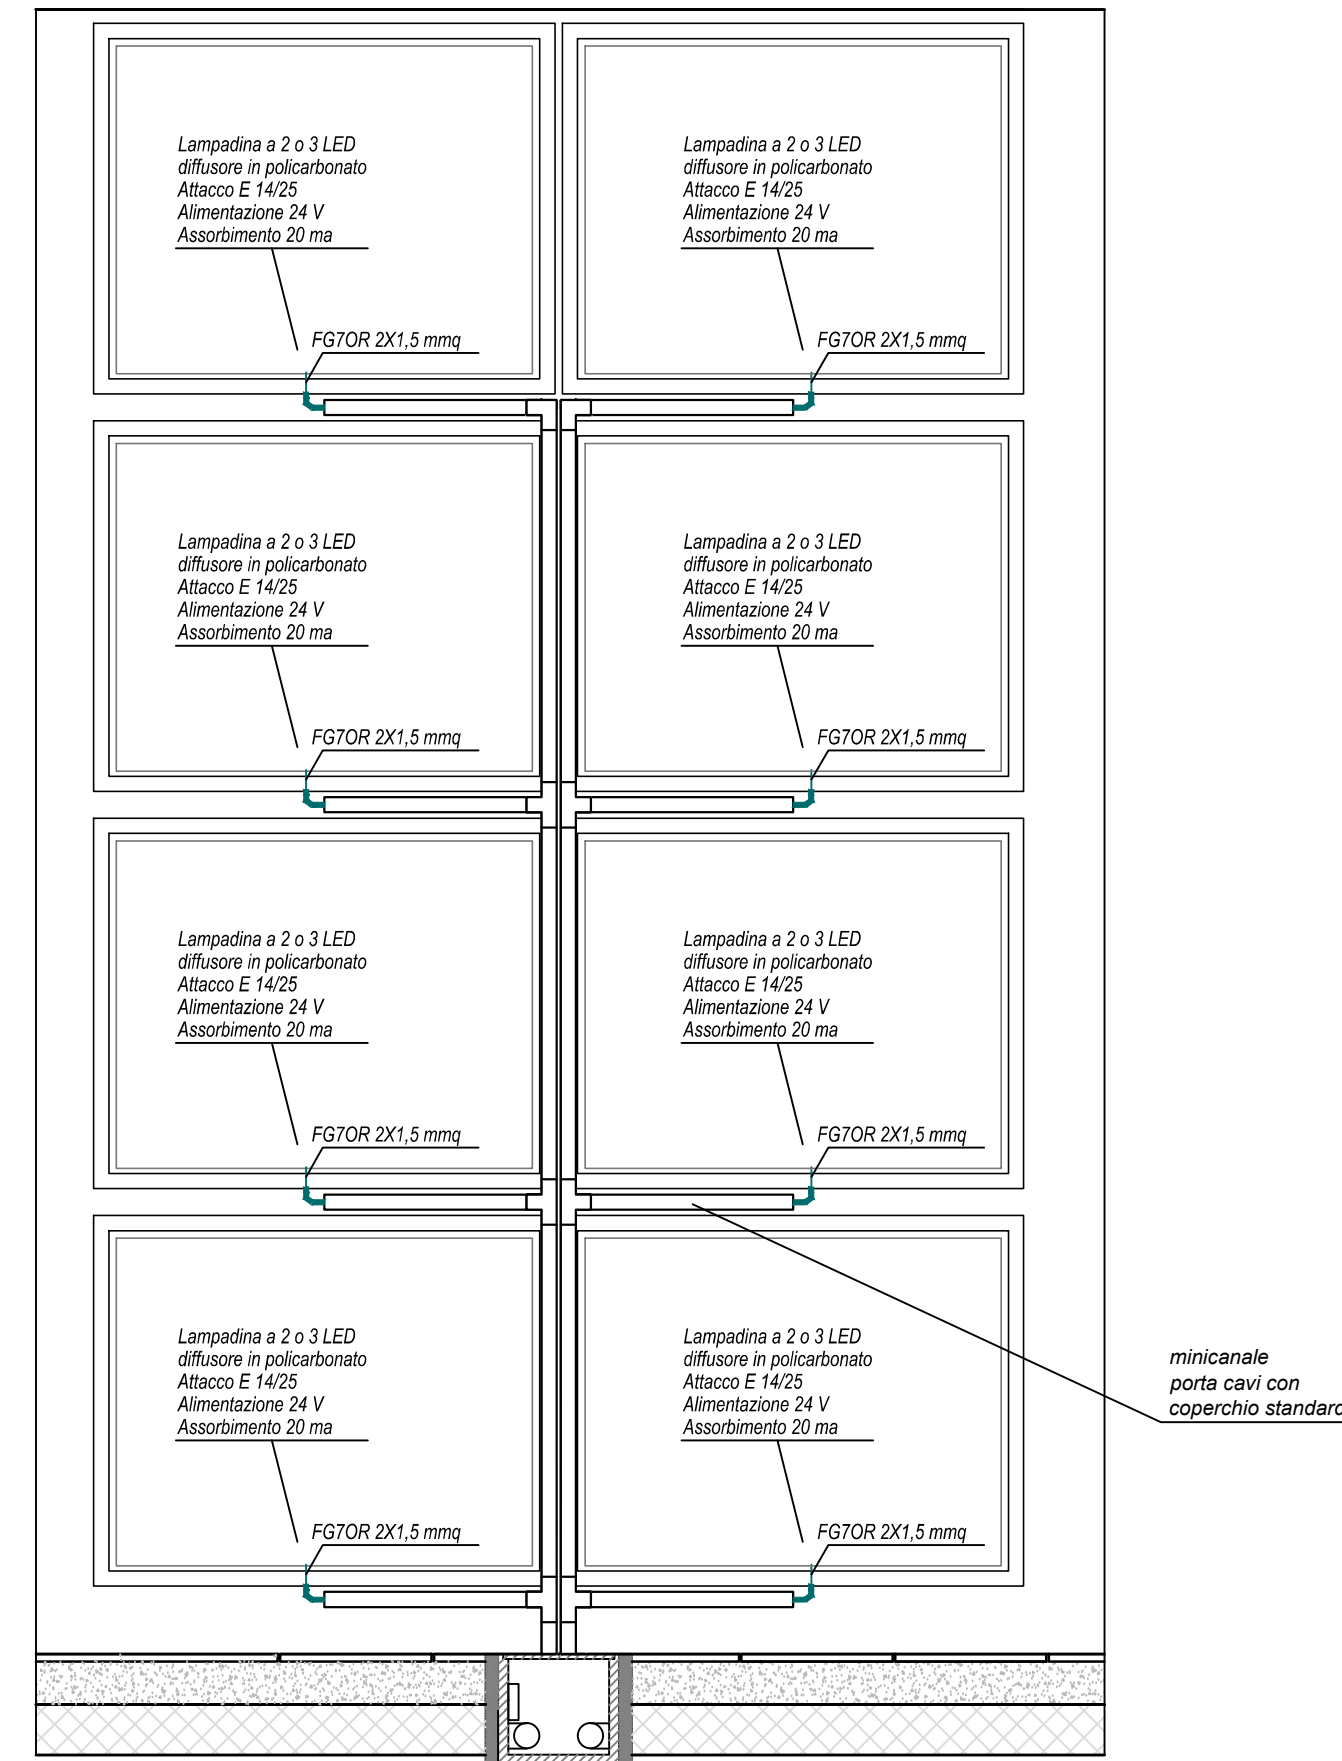 Lampadina a 2 o 3 LED
diffusore in policarbonato
Attacco E 14/25
Alimentazione 24 V
Assorbimento 20 ma
FG7OR 2X1,5 mmq
Lampadina a 2 o 3 LED
diffusore in policarbonato
Attacco E 14/25
Alimentazione 24 V
Assorbimento 20 ma
FG7OR 2X1,5 mmq
Lampadina a 2 o 3 LED
diffusore in policarbonato
Attacco E 14/25
Alimentazione 24 V
Assorbimento 20 ma
FG7OR 2X1,5 mmq
Lampadina a 2 o 3 LED
diffusore in policarbonato
Attacco E 14/25
Alimentazione 24 V
Assorbimento 20 ma
FG7OR 2X1,5 mmq
Lampadina a 2 o 3 LED
diffusore in policarbonato
Attacco E 14/25
Alimentazione 24 V
Assorbimento 20 ma
FG7OR 2X1,5 mmq
Lampadina a 2 o 3 LED
diffusore in policarbonato
Attacco E 14/25
Alimentazione 24 V
Assorbimento 20 ma
FG7OR 2X1,5 mmq
Lampadina a 2 o 3 LED
diffusore in policarbonato
Attacco E 14/25
Alimentazione 24 V
Assorbimento 20 ma
FG7OR 2X1,5 mmq
Lampadina a 2 o 3 LED
diffusore in policarbonato
Attacco E 14/25
Alimentazione 24 V
Assorbimento 20 ma
FG7OR 2X1,5 mmq
minicanale
porta cavi con
coperchio standard